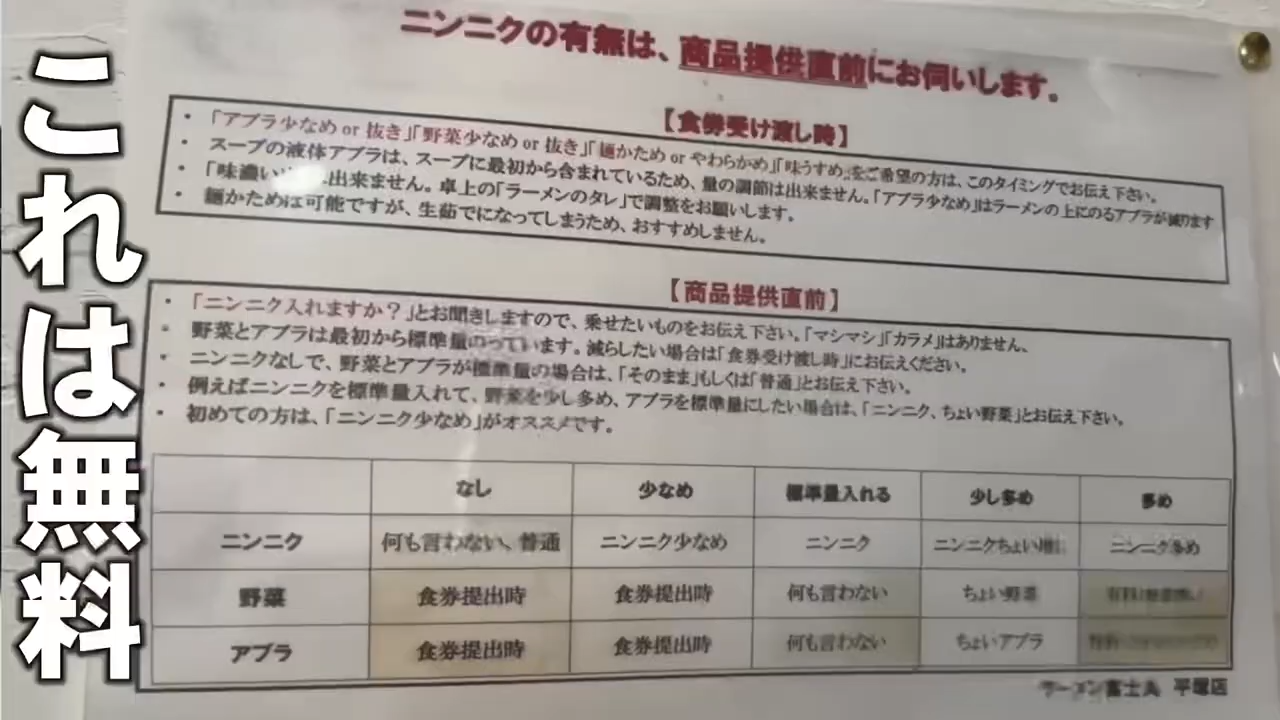 これは無料
ニンニクの有無は、商品提供直前にお伺いします。
【食券受け渡し時】
・「アブラ少なめ or 抜き」「野菜少なめ or 抜き」「麺かため or やわらかめ」「味うすめ」をご希望の方は、このタイミングでお伝え下さい。
・スープの液体アブラは、スープに最初から含まれているため、量の調節は出来ません。「アブラ少なめ」はラーメンの上にのるアブラが減ります
・「味濃い 出来ません。卓上の「ラーメンのタレ」で調整をお願いします。
・麺かためは可能ですが、生茹でになってしまうため、おすすめしません。
【商品提供直前】
・「ニンニク入れますか？」とお聞きしますので、乗せたいものをお伝え下さい。「マシマシ」「カラメ」はありません、
・野菜とアブラは最初から標準量のっています。減らしたい場合は「食券受け渡し時」にお伝えください。
・ニンニクなしで、野菜とアブラが標準量の場合は、「そのまま」もしくは「普通」とお伝え下さい。
・例えばニンニクを標準量入れて、野菜を少し多め、アブラを標準量にしたい場合は、「ニンニク、ちょい野菜」とお伝え下さい。
・初めての方は、「ニンニク少なめ」がオススメです。
なし 少なめ 標準量入れる 少し多め 多め
ニンニク 何も言わない、普通 ニンニク少なめ ニンニク ニンニクちょい増し ニンニク多め
野菜 食券提出時 食券提出時 何も言わない ちょい野菜
アブラ 食券提出時 食券提出時 何も言わない ちょいアブラ
ラーメン富士丸 平塚店